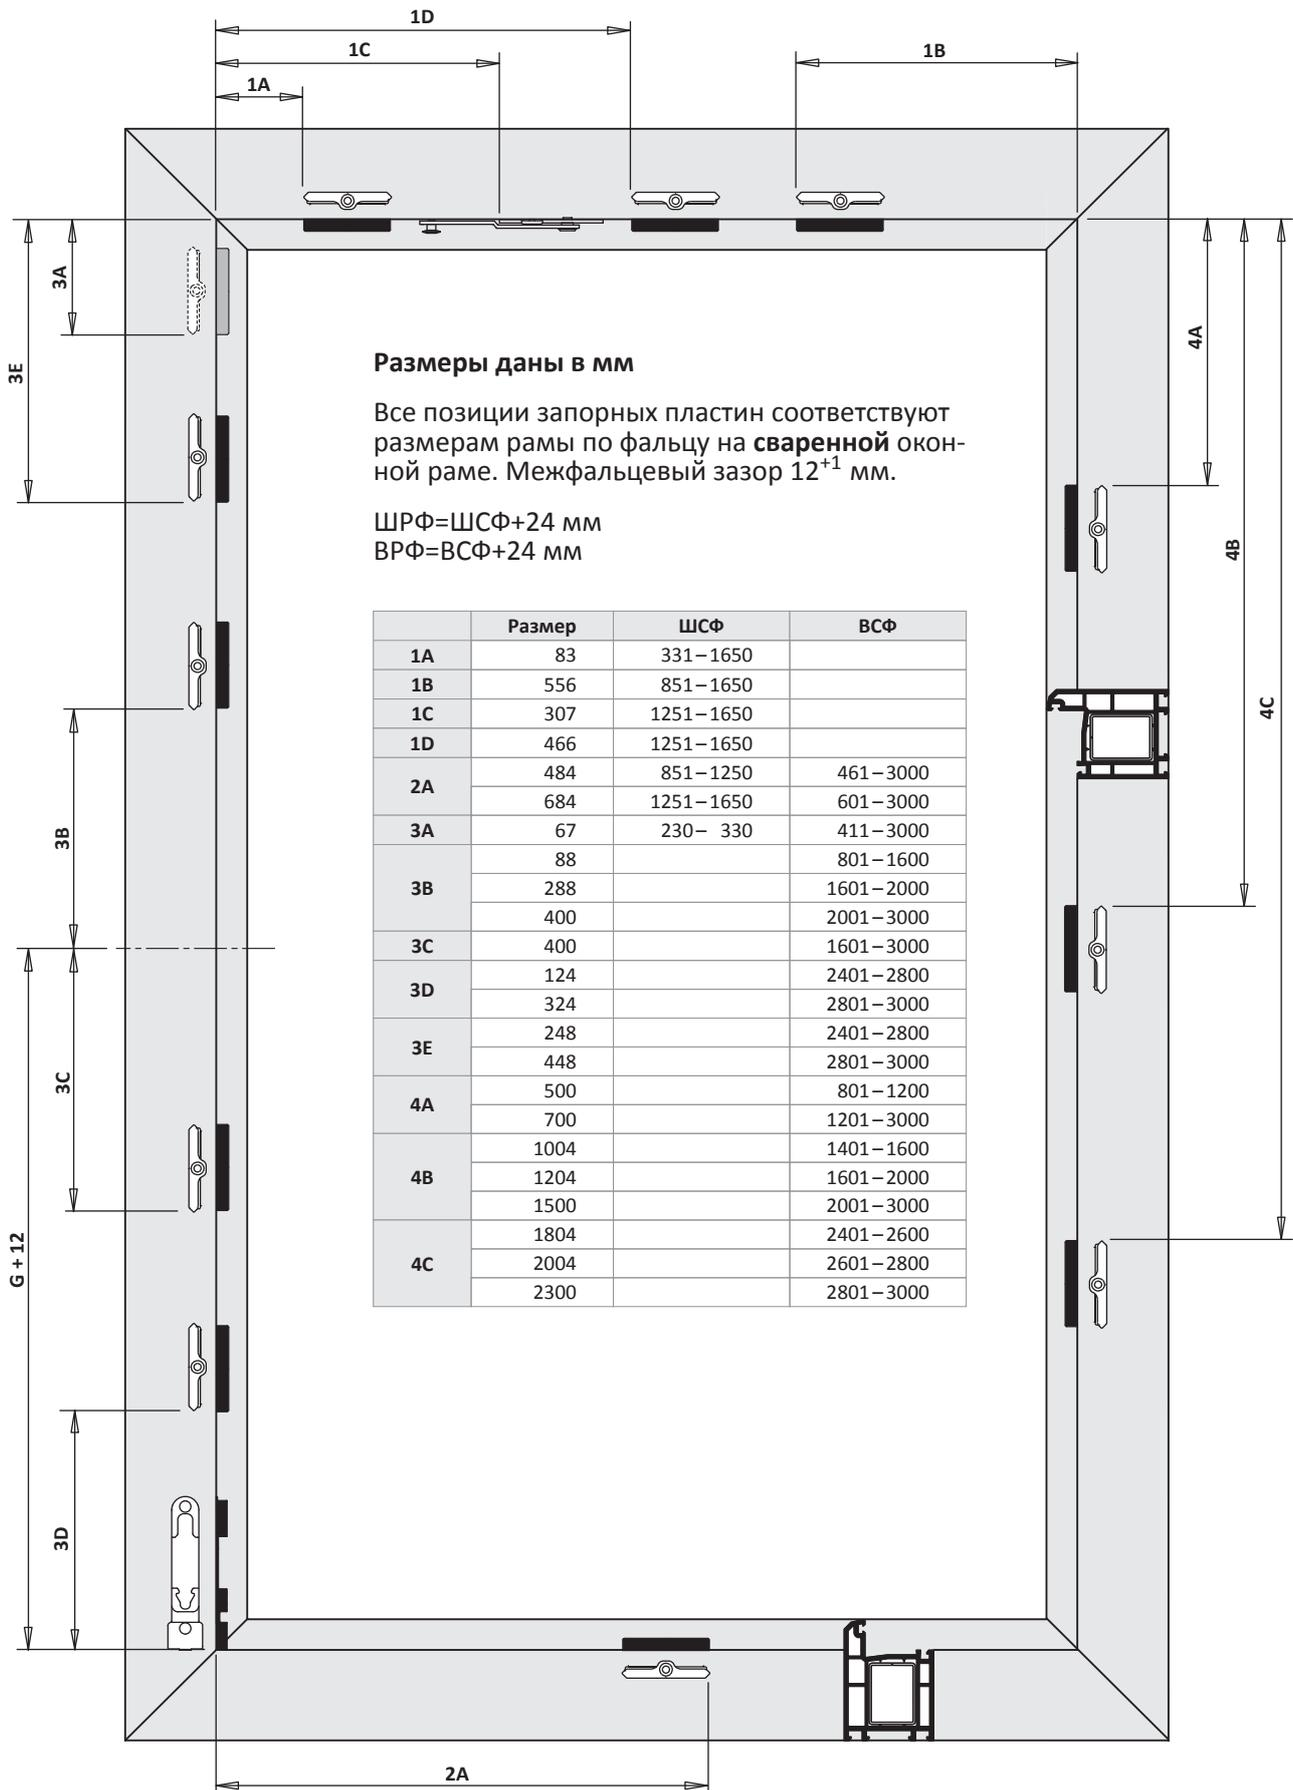 1D
1C
1B
1A
3A
3E
4A
4B
4C
Размеры даны в мм
Все позиции запорных пластин соответствуют
размерам рамы по фальцу на сваренной окон-
ной раме. Межфальцевый зазор 12+1 мм.
ШРФ=ШСФ+24 мм
ВРФ=ВСФ+24 мм
Размер ШСФ ВСФ
1A 83 331–1650
1B 556 851–1650
1C 307 1251–1650
1D 466 1251–1650
2A 484 851–1250 461–3000
684 1251–1650 601–3000
3A 67 230– 330 411–3000
3B 88 801–1600
288 1601–2000
400 2001–3000
3C 400 1601–3000
3D 124 2401–2800
324 2801–3000
3E 248 2401–2800
448 2801–3000
4A 500 801–1200
700 1201–3000
4B 1004 1401–1600
1204 1601–2000
1500 2001–3000
4C 1804 2401–2600
2004 2601–2800
2300 2801–3000
3B
3C
G + 12
3D
2A